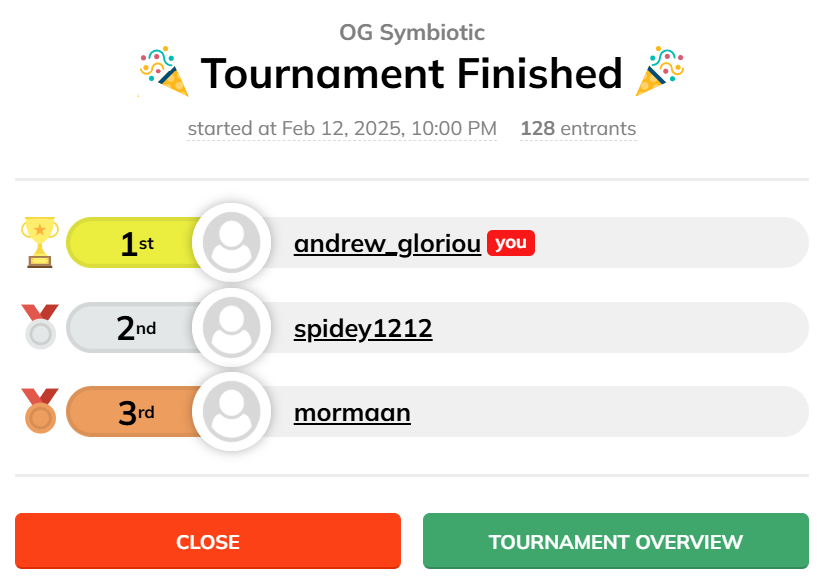 OG Symbiotic
Tournament Finished
started at Feb 12, 2025, 10:00 PM 128 entrants
1st andrew_gloriou you
2nd spidey1212
3rd mormaan
CLOSE TOURNAMENT OVERVIEW